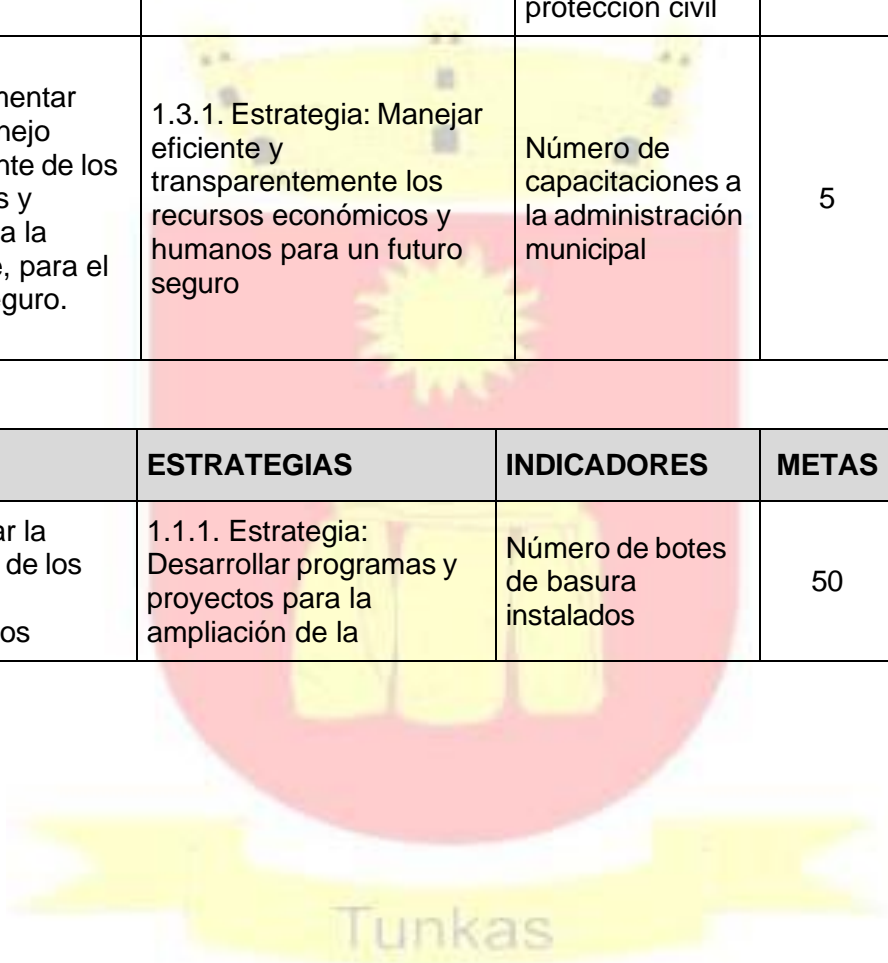 protección civil
nte de los
s y
a la
, para el
guro.
1.3.1. Estrategia: Manejar
eficiente y
transparentemente los
recursos económicos y
humanos para un futuro
seguro
Número de
capacitaciones a
la administración
municipal
5
ESTRATEGIAS
INDICADORES
METAS
ar la
de los
os
1.1.1. Estrategia:
Desarrollar programas y
proyectos para la
ampliación de la
Número de botes
de basura
instalados
50
Tunkas